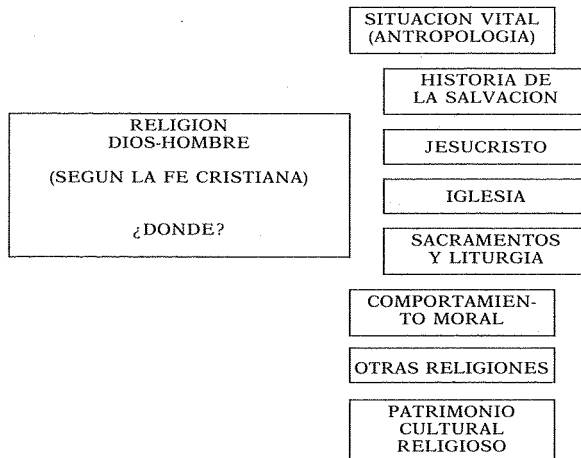 SITUACION VITAL
(ANTROPOLOGIA)
HISTORIA DE
LA SALVACION
RELIGION
DIOS-HOMBRE
(SEGUN LA FE CRISTIANA)
¿DONDE?
JESUCRISTO
IGLESIA
SACRAMENTOS
Y LITURGIA
COMPORTAMIEN-
TO MORAL
OTRAS RELIGIONES
PATRIMONIO
CULTURAL
RELIGIOSO